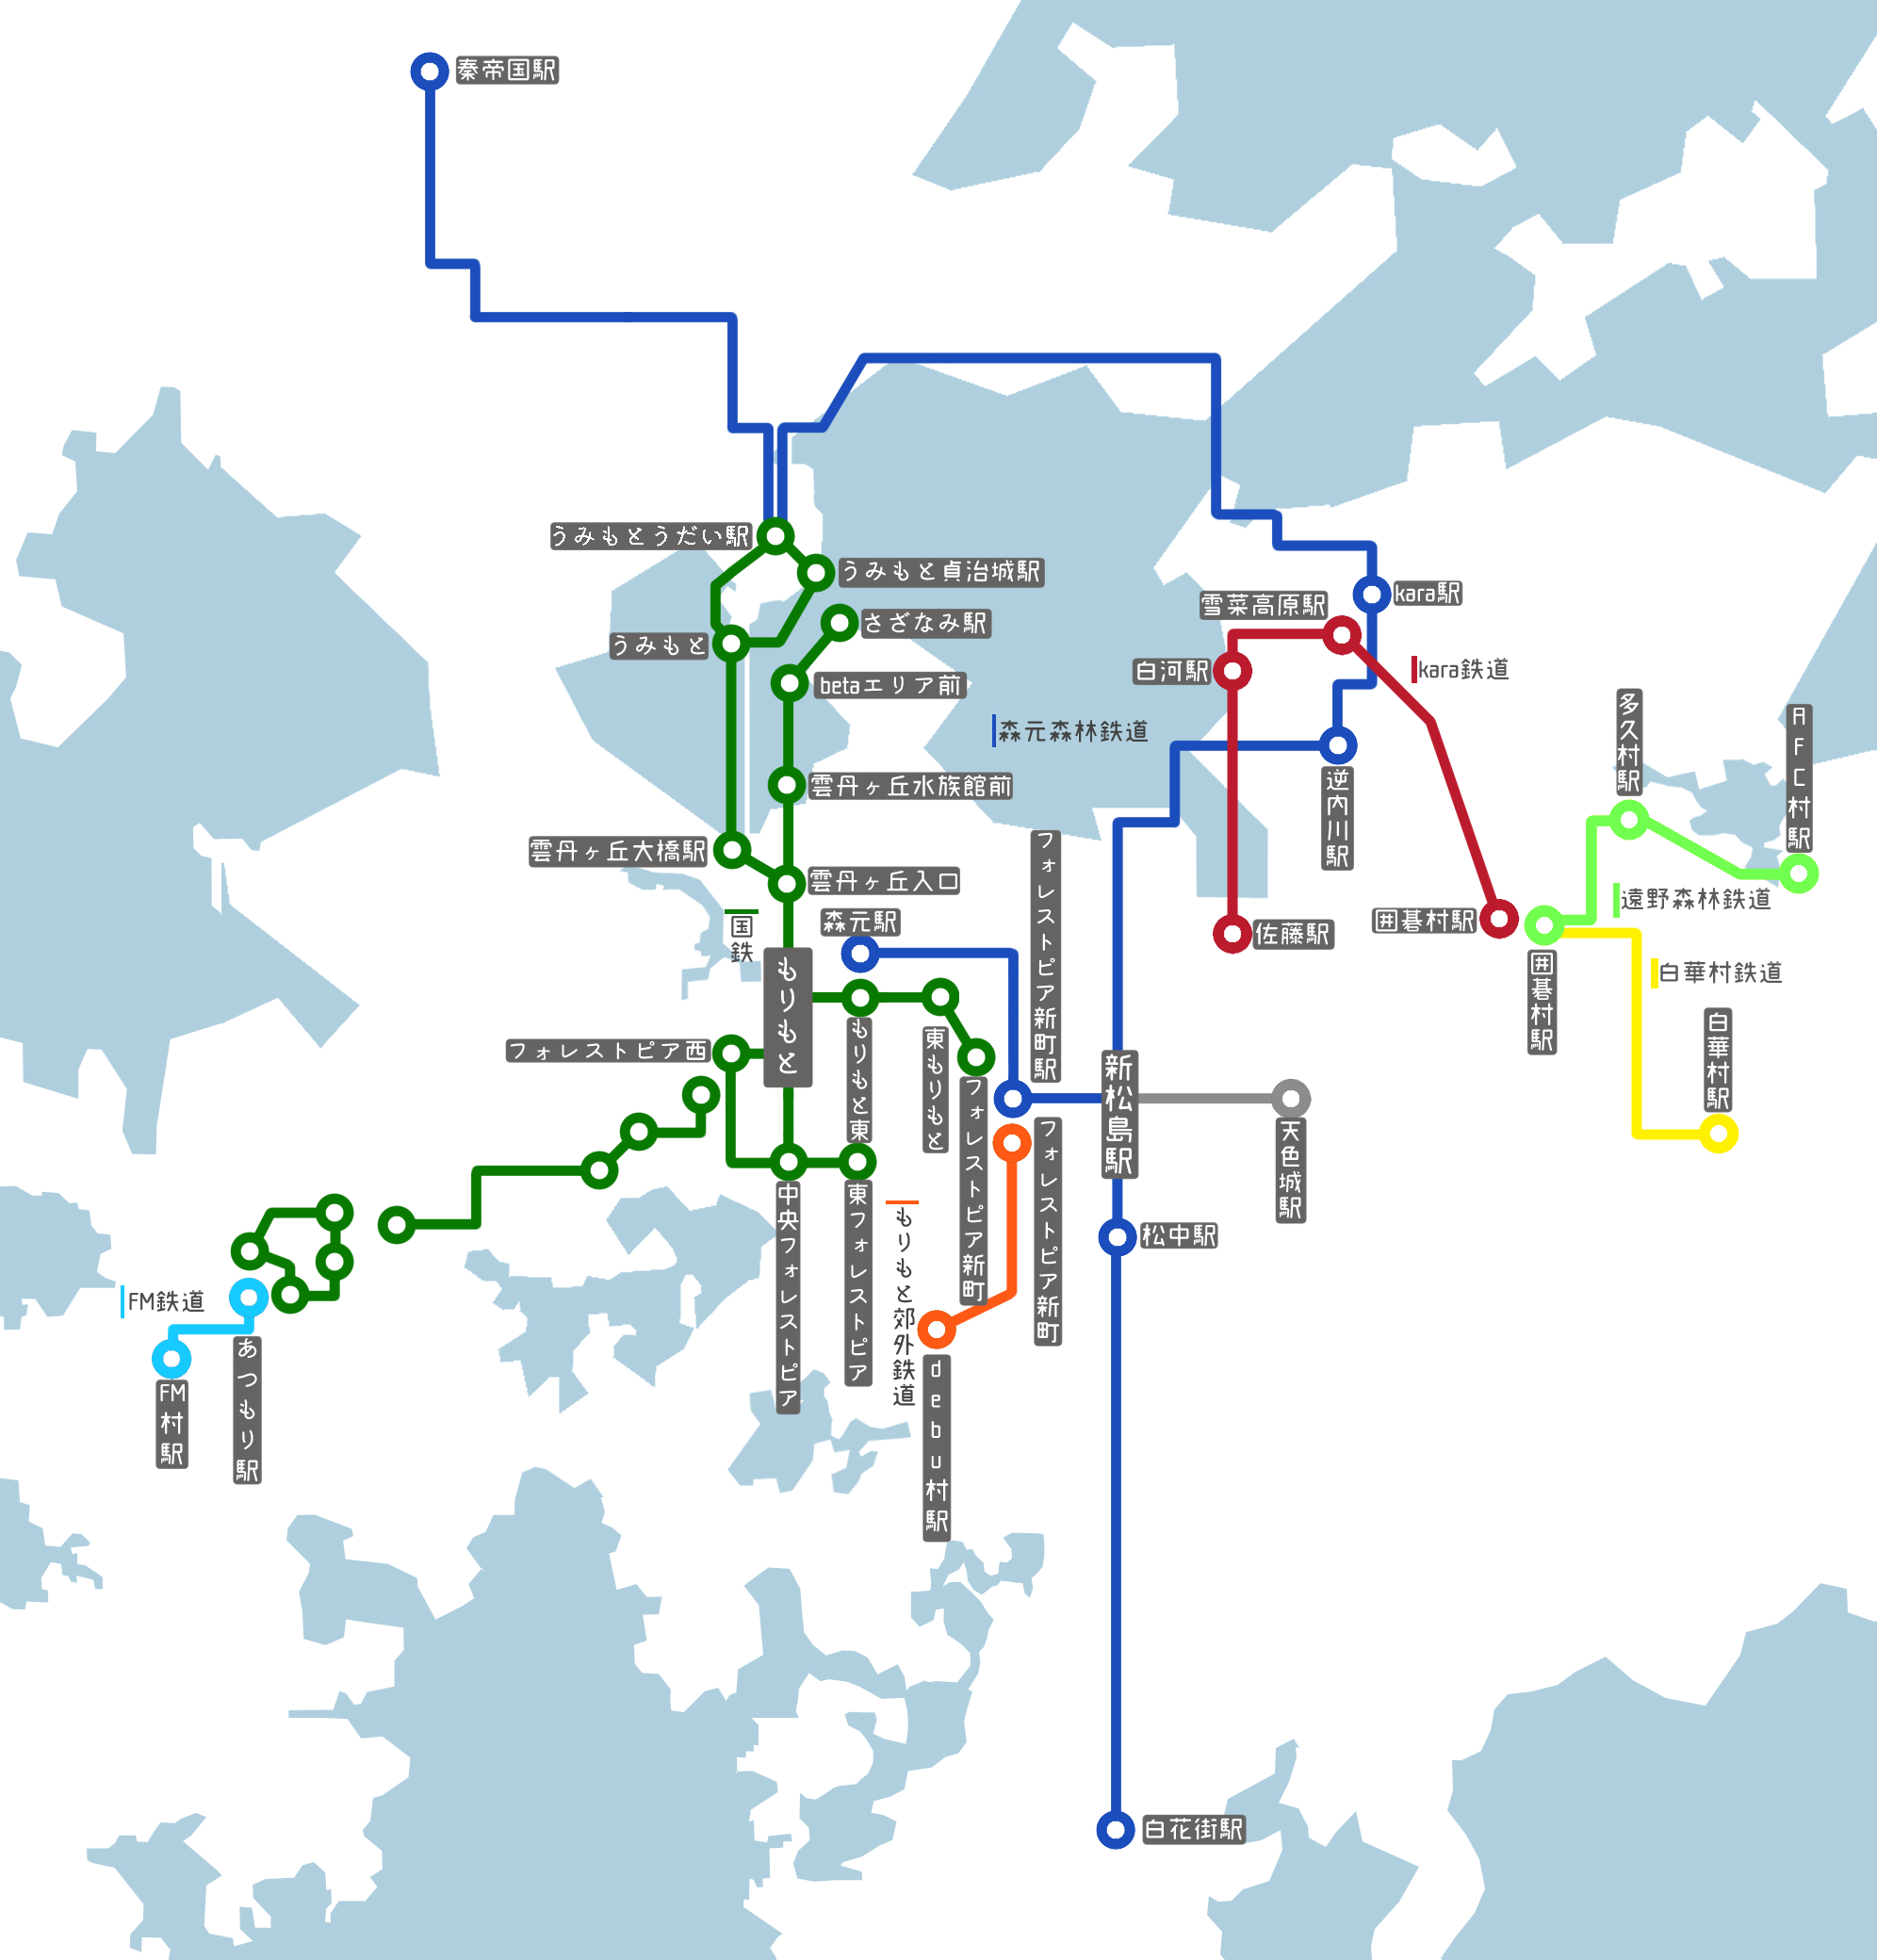 秦帝国駅
うみもとうだい駅
うみもと貞治城駅
雪菜高原駅
kara駅
さざなみ駅
うみもと
白河駅
kara鉄道
betaエリア前
森元森林鉄道
多久村駅
AFC村駅
雲丹ヶ丘水族館前
逆内川駅
雲丹ヶ丘大橋駅
雲丹ヶ丘入口
遠野森林鉄道
国鉄
森元駅
フォレストピア新町駅
佐藤駅
囲碁村駅
囲碁村駅
白華村鉄道
もりもと
白華村駅
フォレストピア西
もりもと東
東もりもと
フォレストピア新町
新松島駅
フォレストピア新町
天色城駅
中央フォレストピア
東フォレストピア
もりもと郊外鉄道
松中駅
FM鉄道
あつもり駅
FM村駅
debu村駅
白花街駅